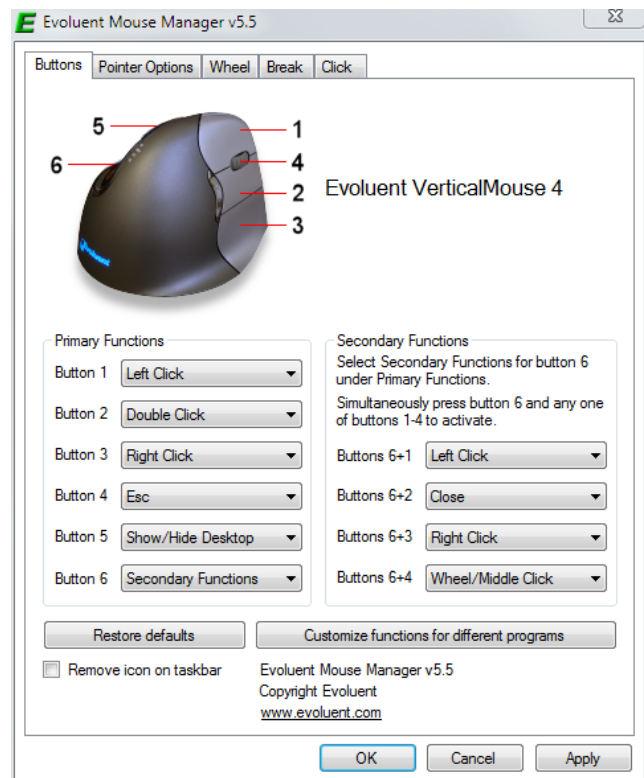 Evoluent Mouse Manager v5.5
Buttons Pointer Options Wheel Break Click
5
1
6
4
2
3
Evoluent VerticalMouse 4
Evoluent
Primary Functions
Button 1 Left Click
Button 2 Double Click
Button 3 Right Click
Button 4 Esc
Button 5 Show/Hide Desktop
Button 6 Secondary Functions
Secondary Functions
Select Secondary Functions for button 6
under Primary Functions.
Simultaneously press button 6 and any one
of buttons 1-4 to activate.
Buttons 6+1 Left Click
Buttons 6+2 Close
Buttons 6+3 Right Click
Buttons 6+4 Wheel/Middle Click
Restore defaults
Customize functions for different programs
Remove icon on taskbar
Evoluent Mouse Manager v5.5
Copyright Evoluent
www.evoluent.com
OK Cancel Apply